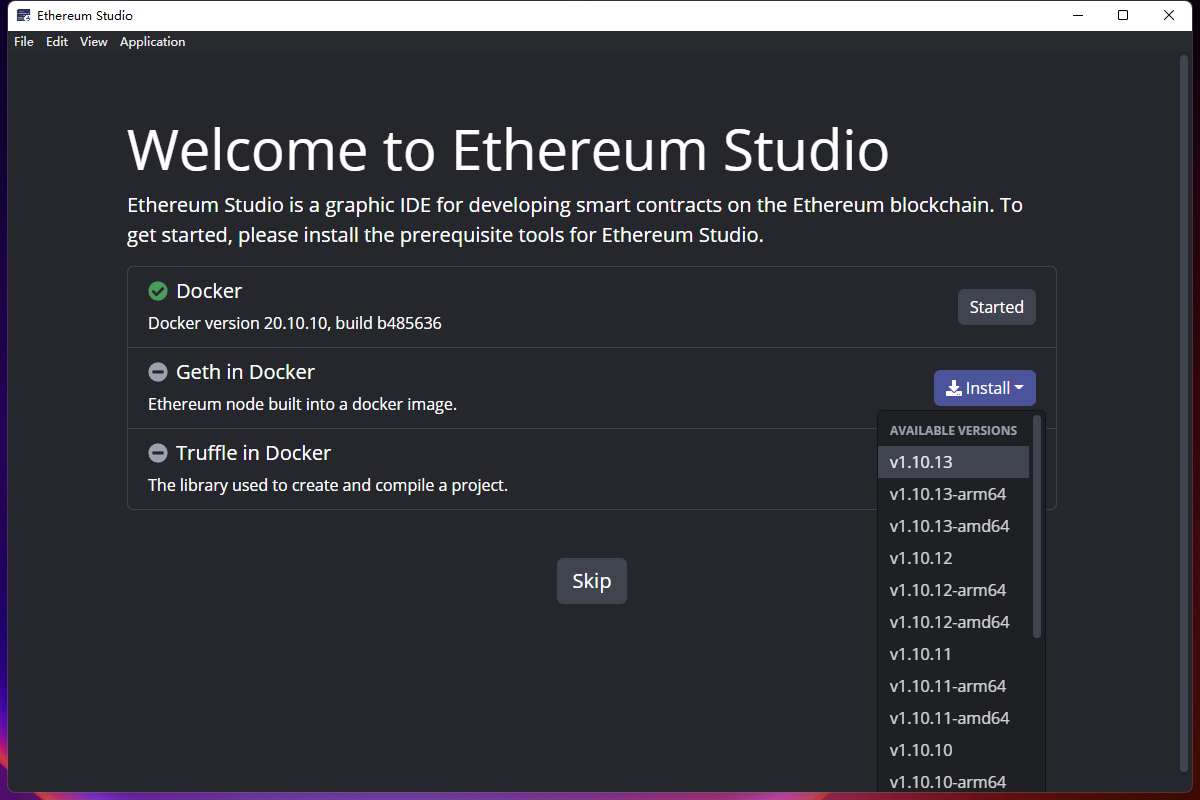 Ethereum Studio
File Edit View Application
Welcome to Ethereum Studio
Ethereum Studio is a graphic IDE for developing smart contracts on the Ethereum blockchain. To
get started, please install the prerequisite tools for Ethereum Studio.
Docker
Docker version 20.10.10, build b485636
Started
Geth in Docker
Ethereum node built into a docker image.
Install
Truffle in Docker
The library used to create and compile a project.
AVAILABLE VERSIONS
v1.10.13
v1.10.13-arm64
v1.10.13-amd64
v1.10.12
v1.10.12-arm64
v1.10.12-amd64
v1.10.11
v1.10.11-arm64
v1.10.11-amd64
v1.10.10
v1.10.10-arm64
Skip